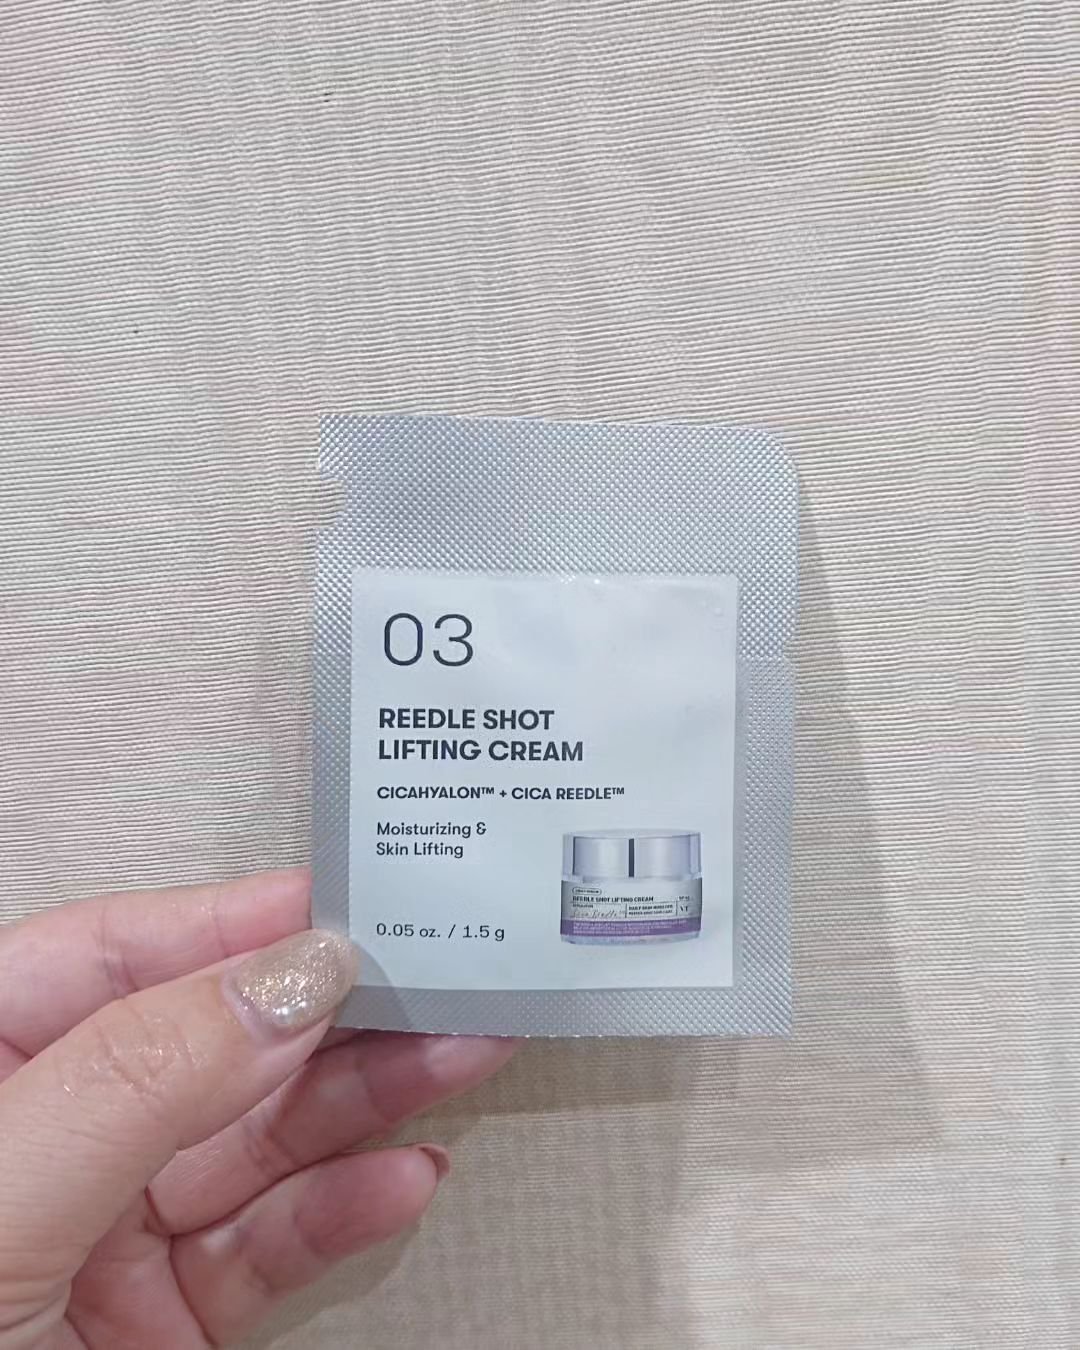 03
REEDLE SHOT
LIFTING CREAM
CICAHYALON™ + CICA REEDLE™
Moisturizing &
Skin Lifting
0.05 oz. / 1.5 g
REEDLE SHOT LIFTING CREAM
VT